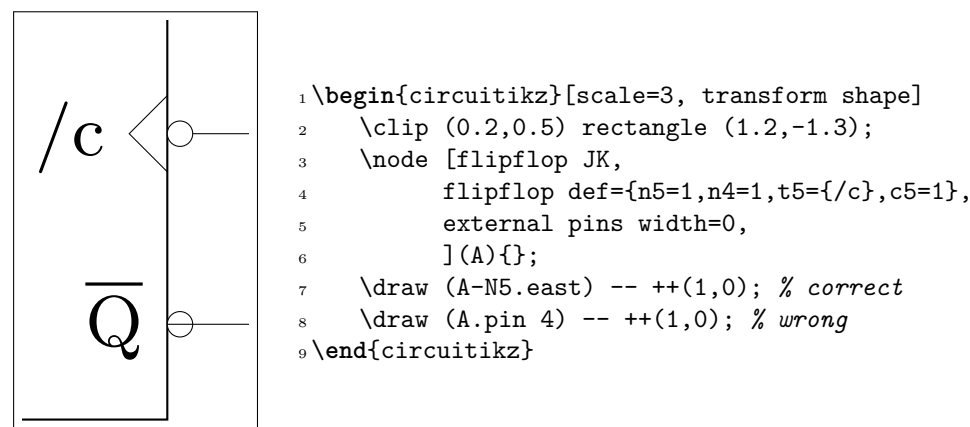 /c
Q
1 \begin{circuitikz}[scale=3, transform shape]
2     \clip (0.2,0.5) rectangle (1.2,-1.3);
3     \node [flipflop JK,
4            flipflop def={n5=1,n4=1,t5={/c},c5=1},
5            external pins width=0,
6            ](A){};
7     \draw (A-N5.east) -- ++(1,0); % correct
8     \draw (A.pin 4) -- ++(1,0); % wrong
9 \end{circuitikz}